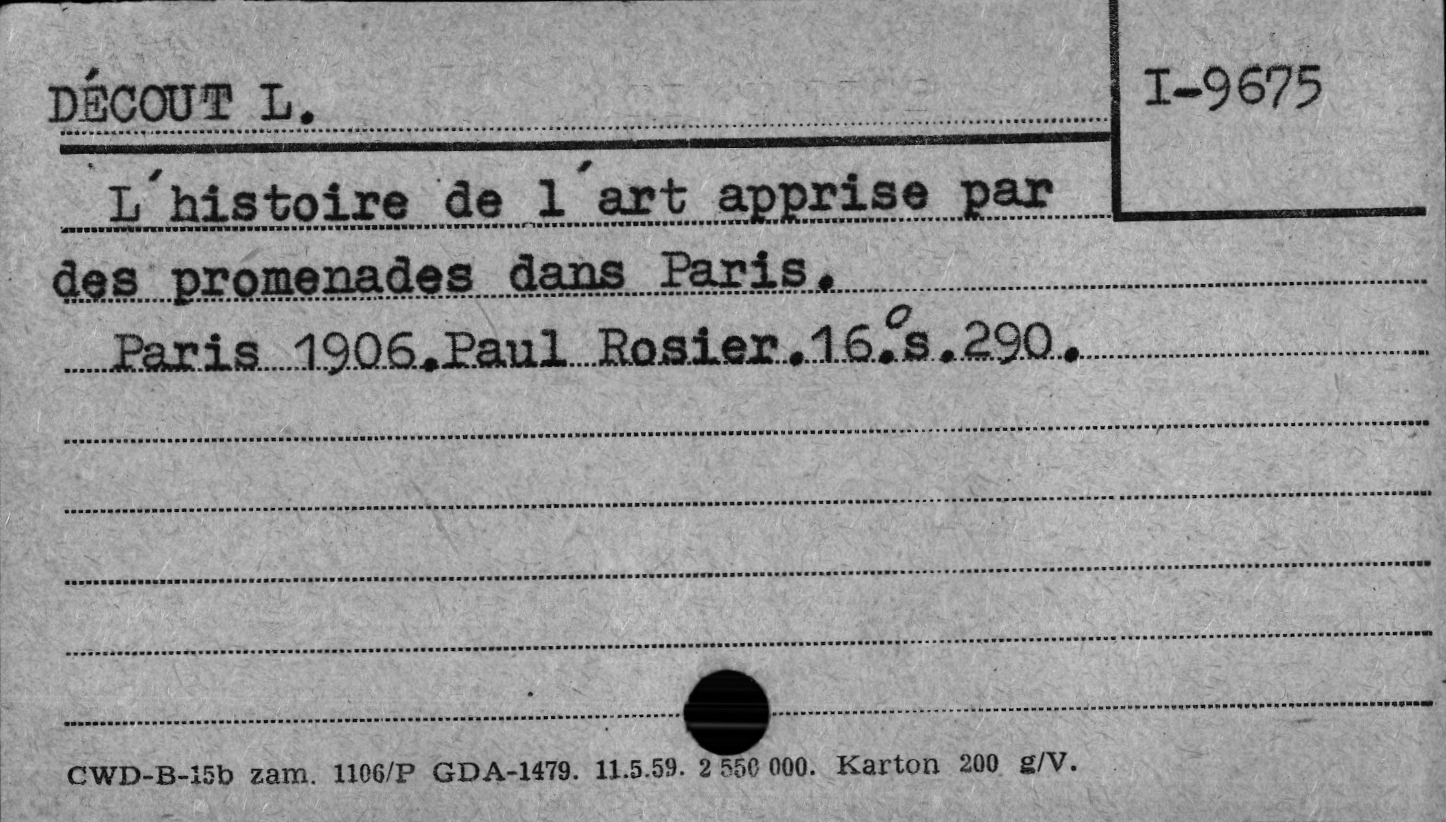 DÉCOUT L.
I-9675
L´histoire de l´art apprise par
des promenades dans Paris.
Paris 1906.Paul Rosier.16.°s.290.
CWD-B-15b zam. 1106/P GDA-1479. 11.5.59. 2 550 000. Karton 200 g/V.